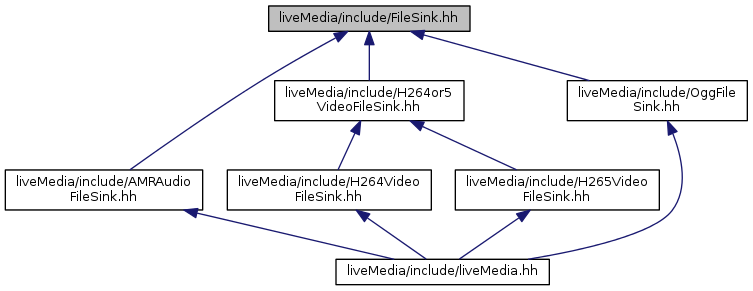 liveMedia/include/FileSink.hh
liveMedia/include/H264or5
VideoFileSink.hh
liveMedia/include/OggFile
Sink.hh
liveMedia/include/AMRAudio
FileSink.hh
liveMedia/include/H264Video
FileSink.hh
liveMedia/include/H265Video
FileSink.hh
liveMedia/include/liveMedia.hh